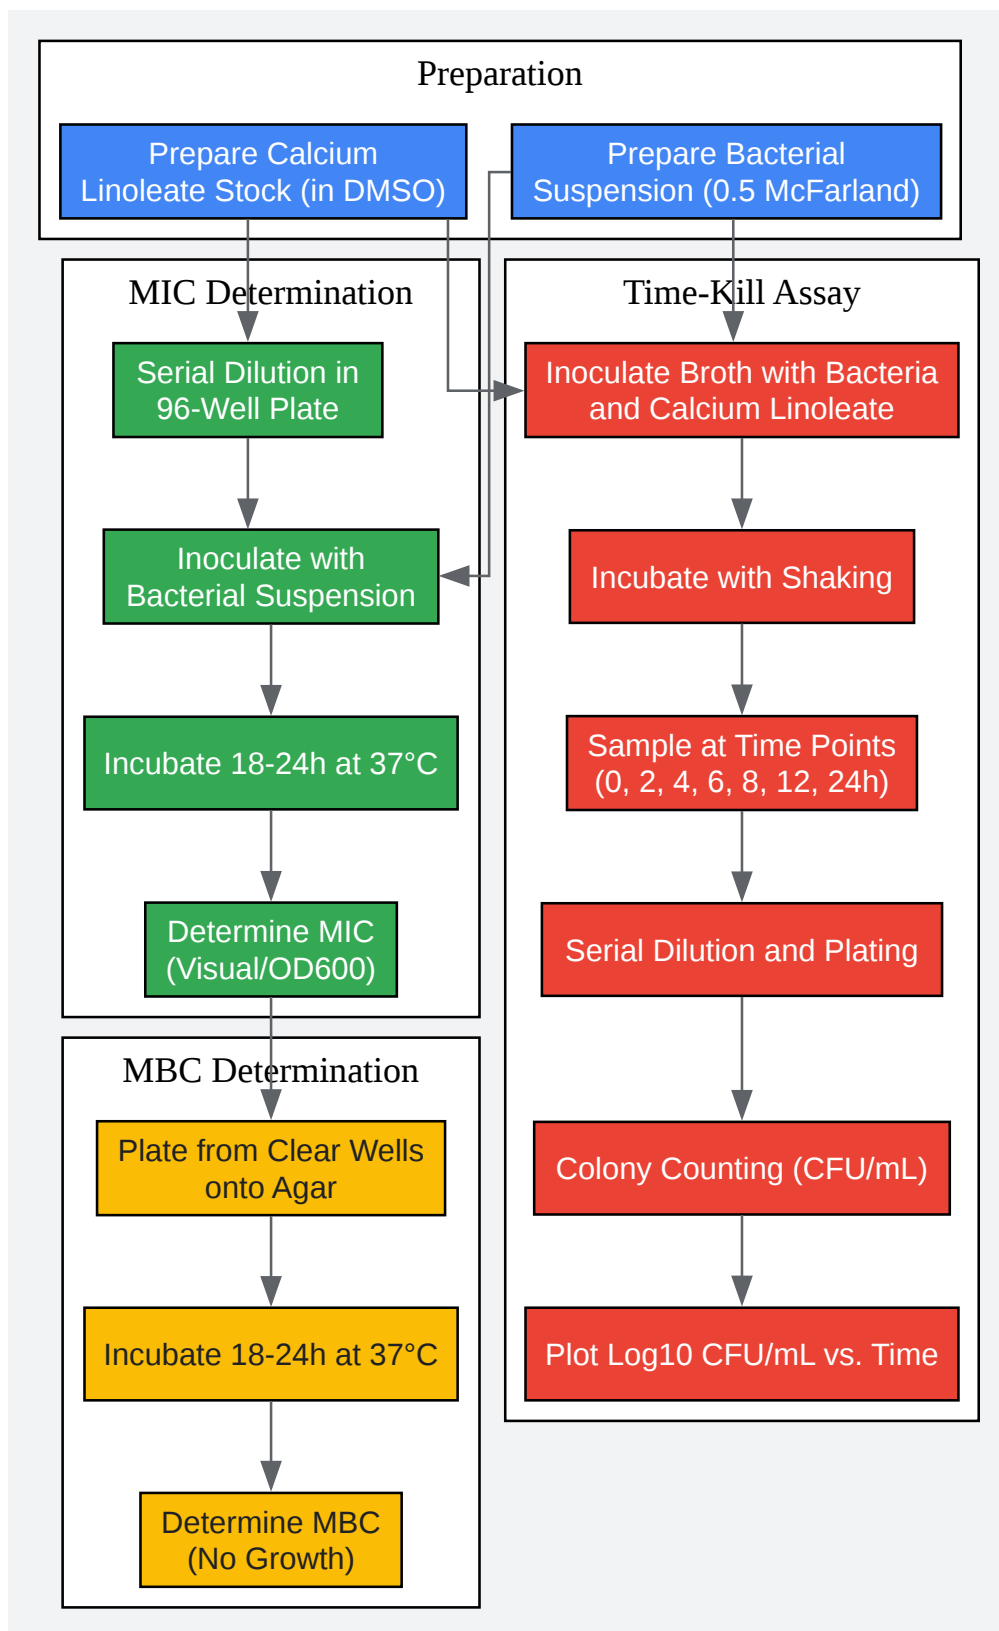 Preparation
Prepare Calcium
Linoleate Stock (in DMSO)
Prepare Bacterial
Suspension (0.5 McFarland)
MIC Determination
Serial Dilution in
96-Well Plate
Inoculate with
Bacterial Suspension
Incubate 18-24h at 37°C
Determine MIC
(Visual/OD600)
MBC Determination
Plate from Clear Wells
onto Agar
Incubate 18-24h at 37°C
Determine MBC
(No Growth)
Time-Kill Assay
Inoculate Broth with Bacteria
and Calcium Linoleate
Incubate with Shaking
Sample at Time Points
(0, 2, 4, 6, 8, 12, 24h)
Serial Dilution and Plating
Colony Counting (CFU/mL)
Plot Log10 CFU/mL vs. Time